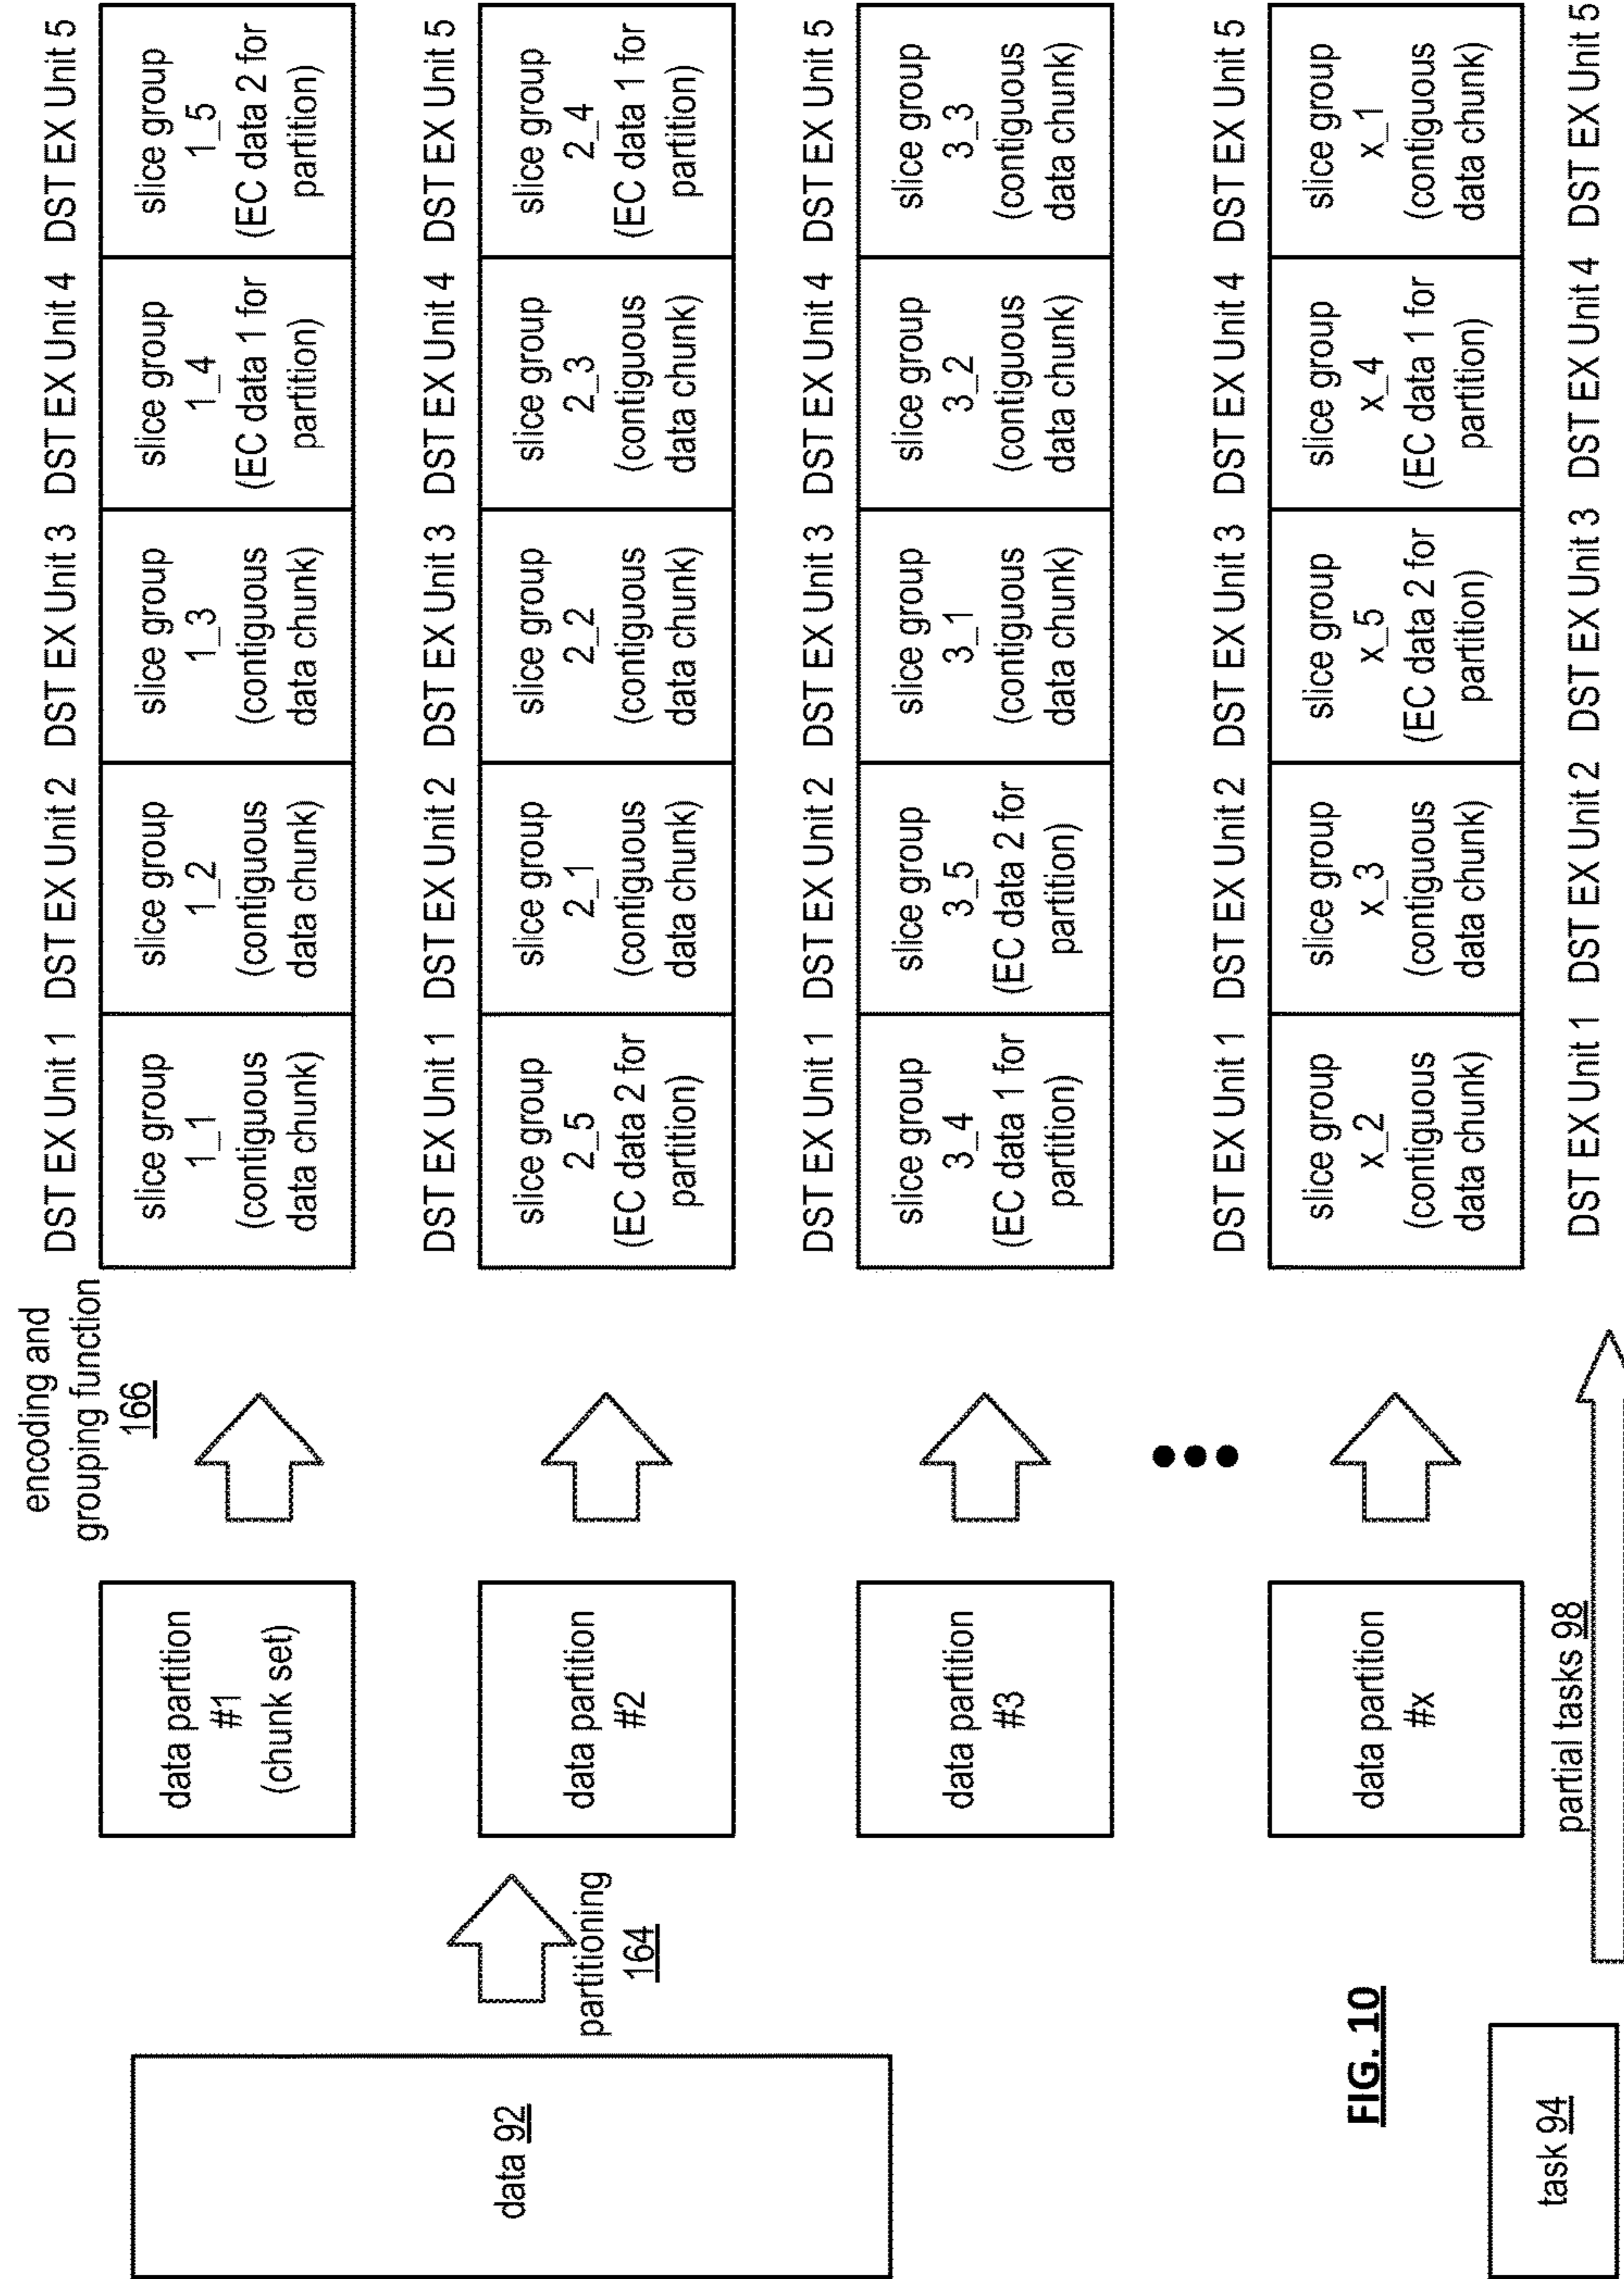 encoding and
grouping function
166
DST EX Unit 1 DST EX Unit 2 DST EX Unit 3 DST EX Unit 4 DST EX Unit 5
data partition
#1
(chunk set)
slice group
1_1
(contiguous
data chunk)
slice group
1_2
(contiguous
data chunk)
slice group
1_3
(contiguous
data chunk)
slice group
1_4
(EC data 1 for
partition)
slice group
1_5
(EC data 2 for
partition)
data 92
partitioning
164
DST EX Unit 1 DST EX Unit 2 DST EX Unit 3 DST EX Unit 4 DST EX Unit 5
data partition
#2
slice group
2_5
(EC data 2 for
partition)
slice group
2_1
(contiguous
data chunk)
slice group
2_2
(contiguous
data chunk)
slice group
2_3
(contiguous
data chunk)
slice group
2_4
(EC data 1 for
partition)
DST EX Unit 1 DST EX Unit 2 DST EX Unit 3 DST EX Unit 4 DST EX Unit 5
data partition
#3
slice group
3_4
(EC data 1 for
partition)
slice group
3_5
(EC data 2 for
partition)
slice group
3_1
(contiguous
data chunk)
slice group
3_2
(contiguous
data chunk)
slice group
3_3
(contiguous
data chunk)
DST EX Unit 1 DST EX Unit 2 DST EX Unit 3 DST EX Unit 4 DST EX Unit 5
data partition
#x
slice group
x_2
(contiguous
data chunk)
slice group
x_3
(contiguous
data chunk)
slice group
x_5
(EC data 2 for
partition)
slice group
x_4
(EC data 1 for
partition)
slice group
x_1
(contiguous
data chunk)
FIG. 10
task 94
partial tasks 98
DST EX Unit 1 DST EX Unit 2 DST EX Unit 3 DST EX Unit 4 DST EX Unit 5